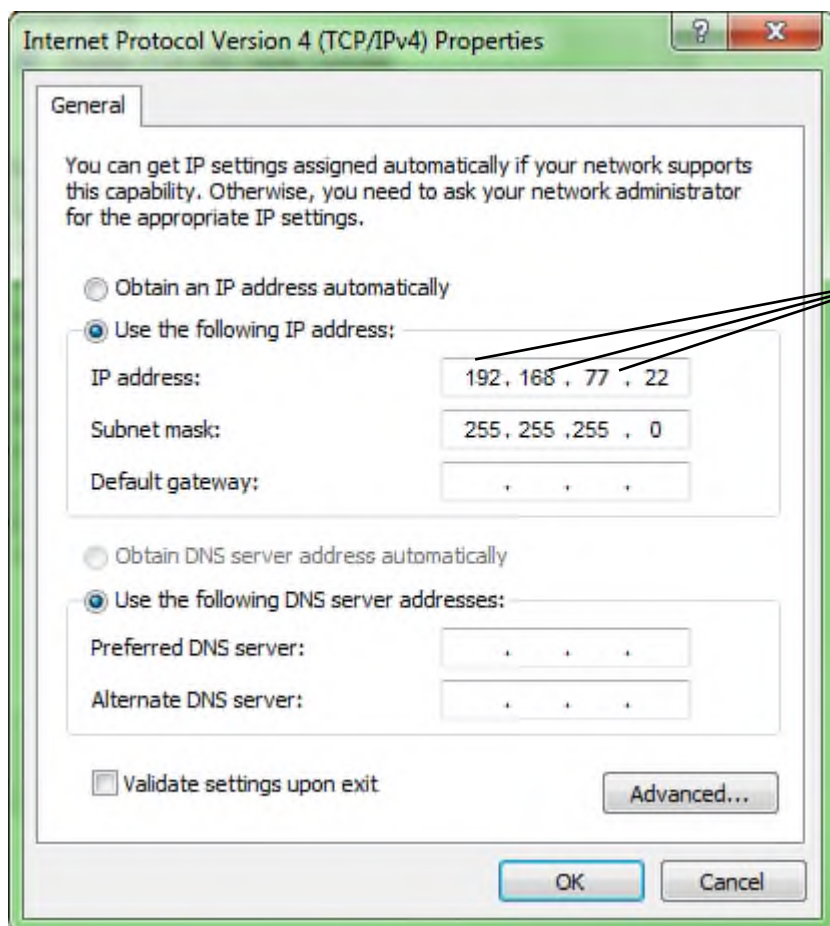 Internet Protocol Version 4 (TCP/IPv4) Properties
General
You can get IP settings assigned automatically if your network supports
this capability. Otherwise, you need to ask your network administrator
for the appropriate IP settings.
Obtain an IP address automatically
Use the following IP address:
IP address: 192 . 168 . 77 . 22
Subnet mask: 255 . 255 . 255 . 0
Default gateway: . . .
Obtain DNS server address automatically
Use the following DNS server addresses:
Preferred DNS server: . . .
Alternate DNS server: . . .
Validate settings upon exit
Advanced...
OK Cancel